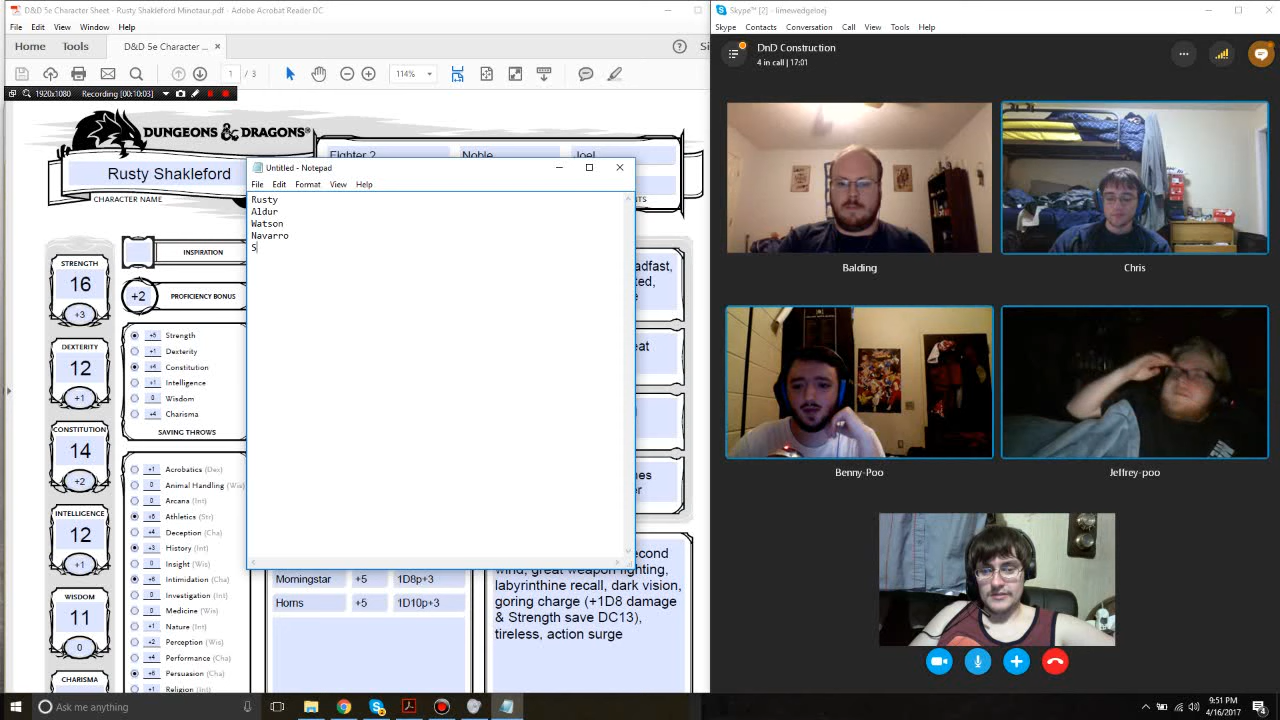 D&D 5e Character Sheet - Rusty Shakleford Minotaur.pdf - Adobe Acrobat Reader DC
File Edit View Window Help
Home Tools D&D 5e Character ... × Si
1 / 3 114%
1920x1080 Recording [00:10:03]
DUNGEONS & DRAGONS®
Fighter 2 Noble Joel
Rusty Shakleford
CHARACTER NAME
INSPIRATION
+2 PROFICIENCY BONUS
STRENGTH
16
+3
DEXTERITY
12
+1
CONSTITUTION
14
+2
INTELLIGENCE
12
+1
WISDOM
11
0
CHARISMA
+5 Strength
+1 Dexterity
+4 Constitution
+1 Intelligence
0 Wisdom
+4 Charisma
SAVING THROWS
+1 Acrobatics (Dex)
0 Animal Handling (Wis)
0 Arcana (Int)
+5 Athletics (Str)
+4 Deception (Cha)
+3 History (Int)
0 Insight (Wis)
+6 Intimidation (Cha)
Investigation (Int)
Medicine (Wis)
+1 Nature (Int)
+2 Perception (Wis)
+4 Performance (Cha)
+6 Persuasion (Cha)
+1 Religion (Int)
Untitled - Notepad
File Edit Format View Help
Rusty
Aldur
Watson
Navarro
S
Morningstar +5 1D8p+3
Horns +5 1D10p+3
wind, great weapon fighting,
labyrinthine recall, dark vision,
goring charge (+1D8 damage
& Strength save DC13),
tireless, action surge
Skype™ [2] - limewedgeloej
Skype Contacts Conversation Call View Tools Help
DnD Construction
4 in call | 17:01
Balding
Chris
Benny-Poo
Jeffrey-poo
Ask me anything
9:51 PM
4/16/2017
4